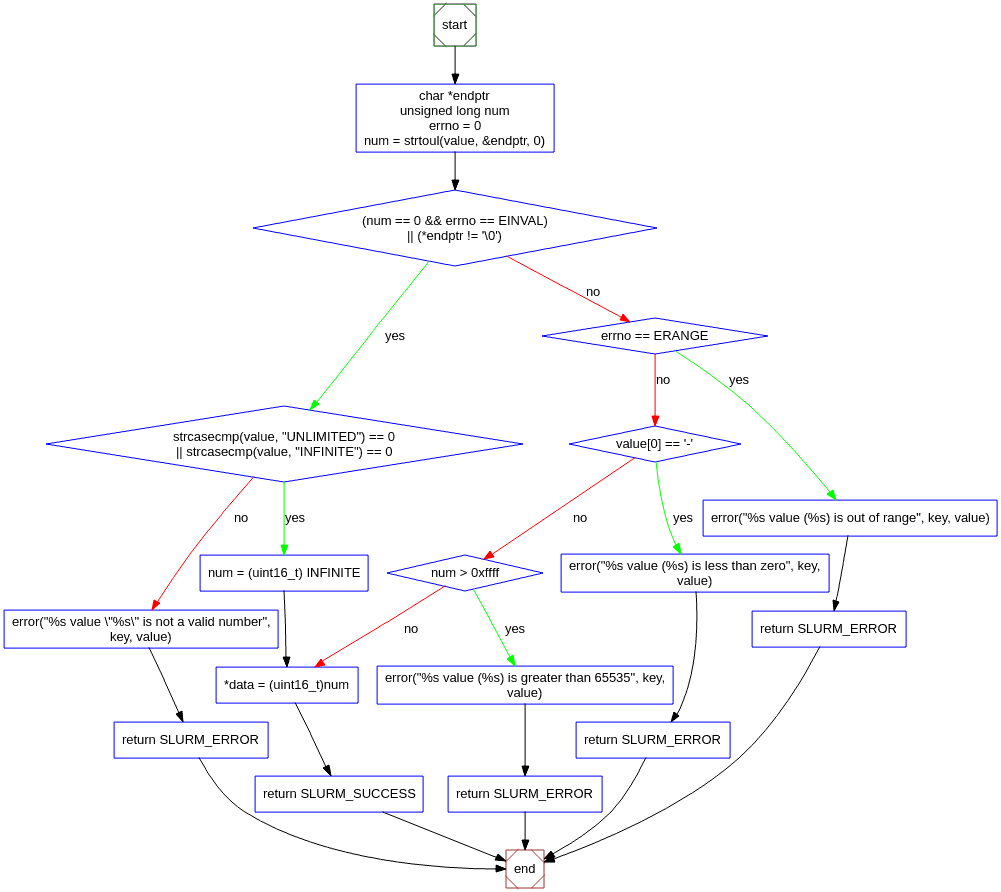 start
char *endptr
unsigned long num
errno = 0
num = strtoul(value, &endptr, 0)
(num == 0 && errno == EINVAL)
|| (*endptr != '\0')
no
errno == ERANGE
yes
no
yes
strcasecmp(value, "UNLIMITED") == 0
|| strcasecmp(value, "INFINITE") == 0
value[0] == '-'
no
yes
no
yes
error("%s value (%s) is out of range", key, value)
num = (uint16_t) INFINITE
num > 0xffff
error("%s value (%s) is less than zero", key,
value)
error("%s value \"%s\" is not a valid number",
key, value)
no
yes
return SLURM_ERROR
*data = (uint16_t)num
error("%s value (%s) is greater than 65535", key,
value)
return SLURM_ERROR
return SLURM_ERROR
return SLURM_SUCCESS
return SLURM_ERROR
end